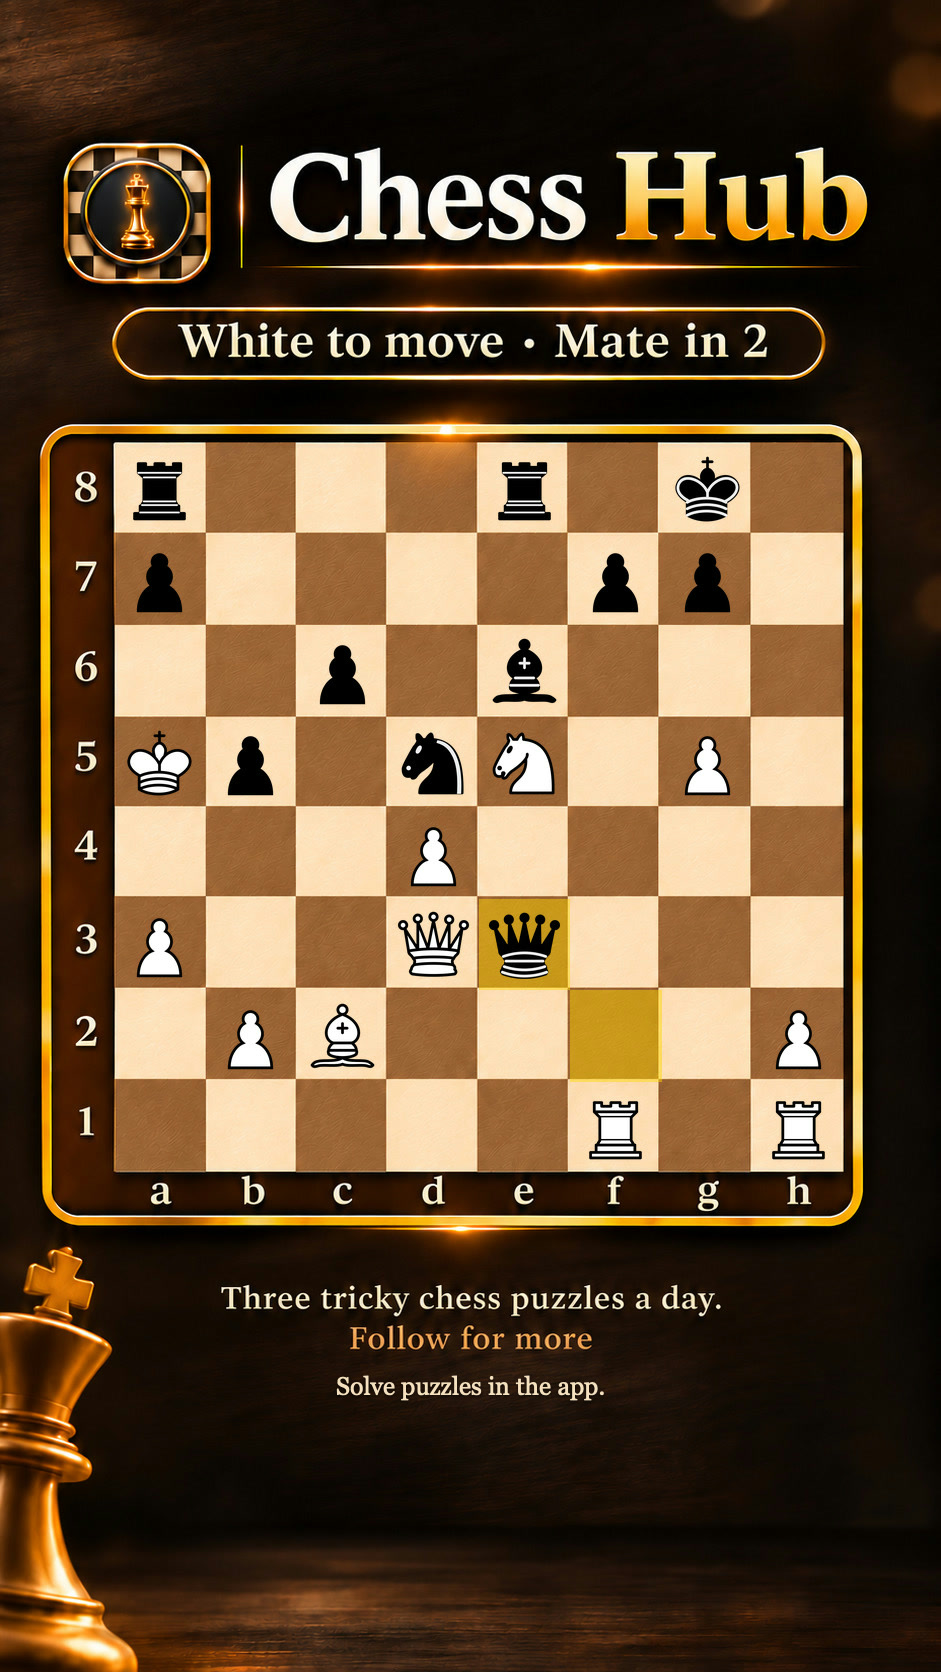 Chess Hub
White to move • Mate in 2
8
7
6
5
4
3
2
1
a b c d e f g h
Three tricky chess puzzles a day.
Follow for more
Solve puzzles in the app.